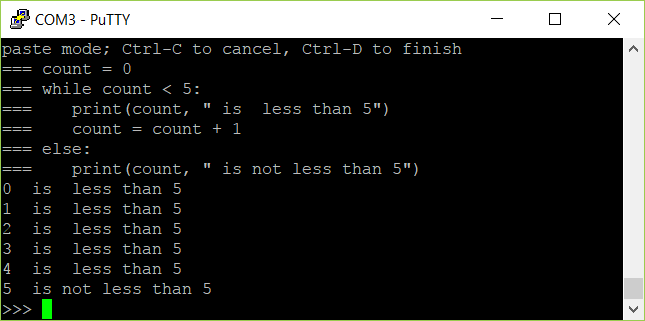 COM3 - PuTTY
paste mode; Ctrl-C to cancel, Ctrl-D to finish
=== count = 0
=== while count < 5:
===    print(count, " is  less than 5")
===    count = count + 1
=== else:
===    print(count, " is not less than 5")
0  is  less than 5
1  is  less than 5
2  is  less than 5
3  is  less than 5
4  is  less than 5
5  is not less than 5
>>>